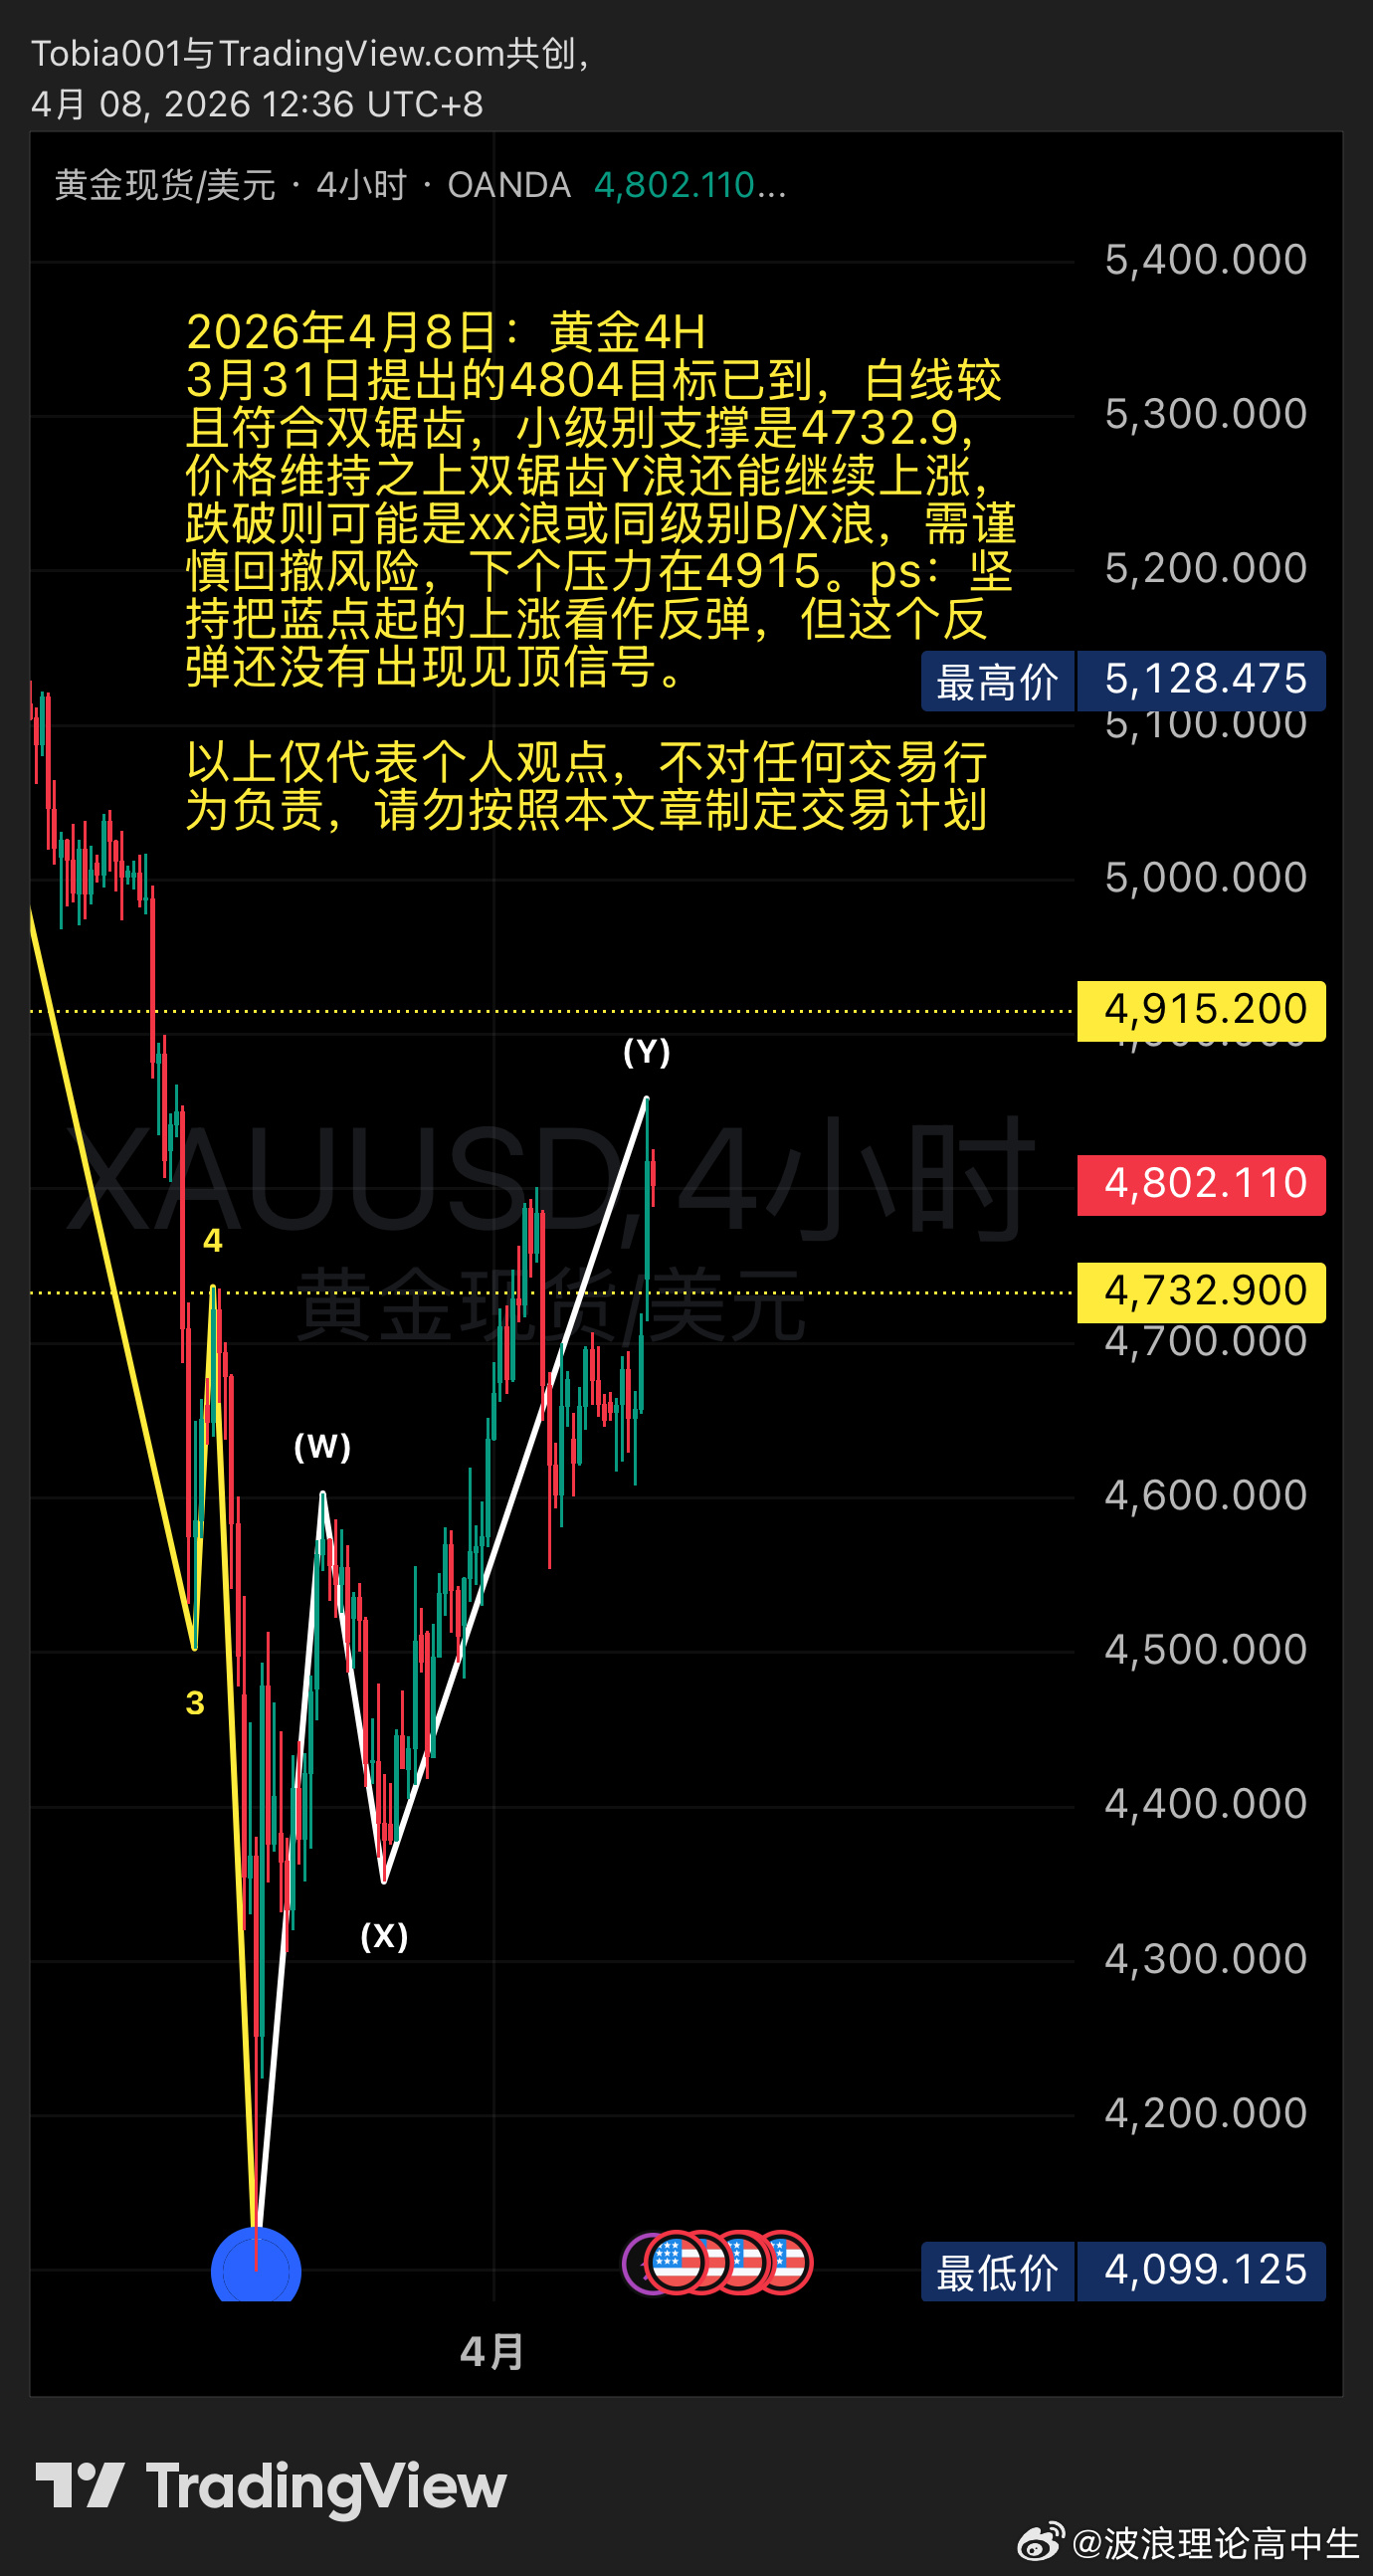 Tobia001与TradingView.com共创，
4月 08, 2026 12:36 UTC+8
黄金现货/美元 · 4小时 · OANDA 4,802.110...
5,400.000
2026年4月8日：黄金4H
3月31日提出的4804目标已到，白线较
且符合双锯齿，小级别支撑是4732.9，
价格维持之上双锯齿Y浪还能继续上涨，
跌破则可能是xx浪或同级别B/X浪，需谨
慎回撤风险，下个压力在4915。ps：坚
持把蓝点起的上涨看作反弹，但这个反
弹还没有出现见顶信号。
以上仅代表个人观点，不对任何交易行
为负责，请勿按照本文章制定交易计划
5,300.000
5,200.000
最高价 5,128.475
5,100.000
5,000.000
4,915.200
(Y)
XAUUSD, 4小时
4,802.110
4
黄金现货/美元
4,732.900
4,700.000
(W)
4,600.000
4,500.000
3
4,400.000
(X)
4,300.000
4,200.000
最低价 4,099.125
4月
TradingView
@波浪理论高中生